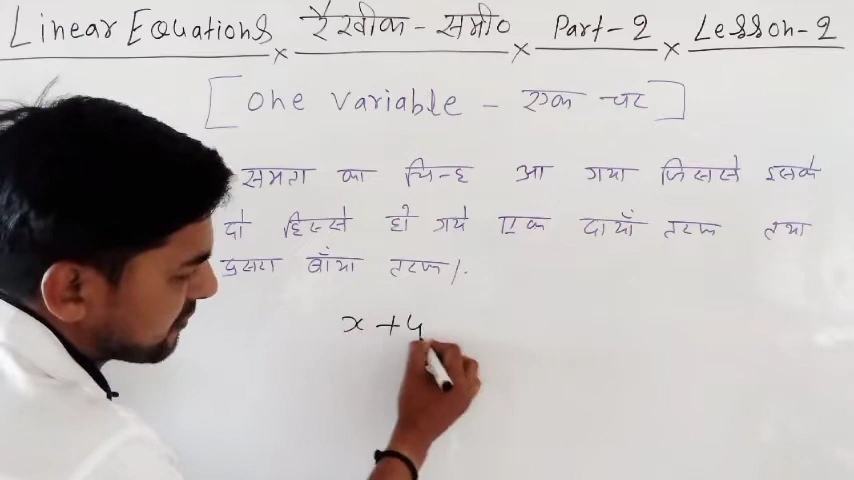 Linear Equations × रैखीक - समी० × Part-2 × Lesson-2
[One Variable - एक चर]
समता का चिन्ह आ गया जिससे इसके
दो हिस्से हो गये एक दायाँ तरफ तथा
दुसरा बाँया तरफ।.
x + 4